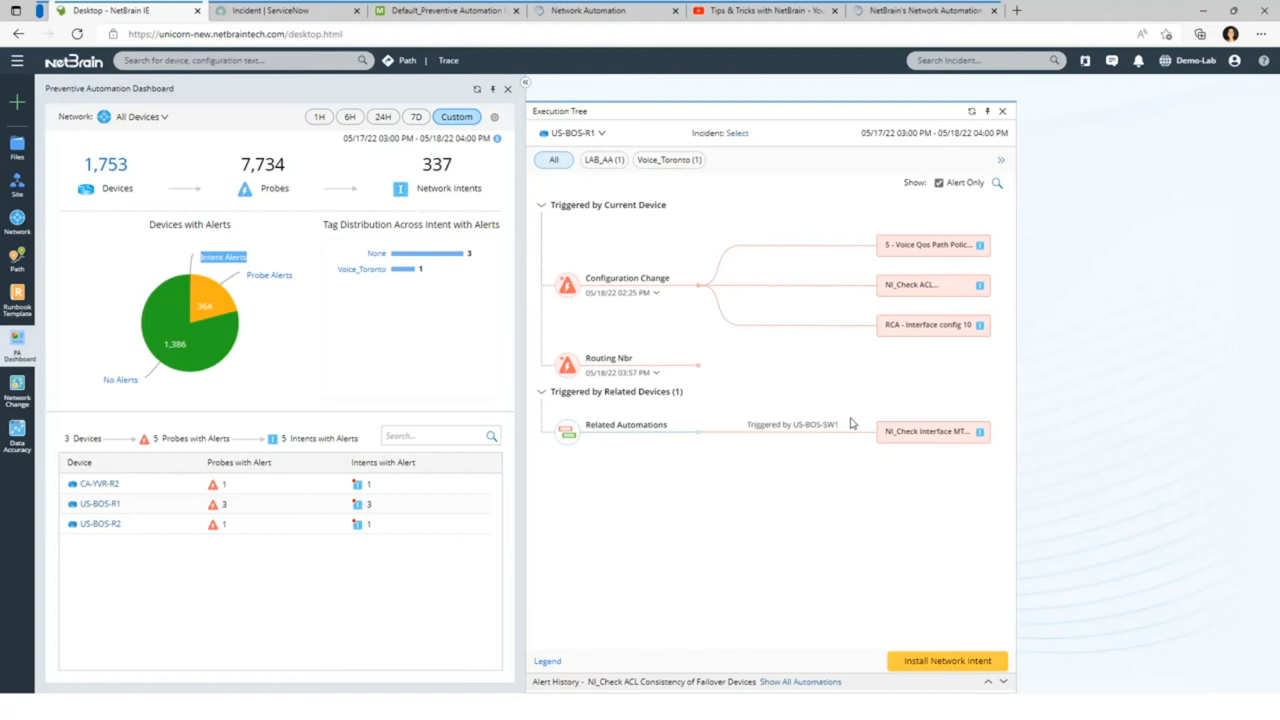 Desktop - NetBrain IE
Incident | ServiceNow
Default_Preventive Automation
Network Automation
Tips & Tricks with NetBrain - Yo
NetBrain's Network Automation
https://unicorn-new.netbraintech.com/desktop.html
NetBrain
Search for device, configuration text...
Path
Trace
Search Incident...
Demo-Lab
Files
Site
Network
Path
Runbook
Template
PA
Dashboard
Network
Change
Data
Accuracy
Preventive Automation Dashboard
Network: All Devices
1H 6H 24H 7D Custom
05/17/22 03:00 PM - 05/18/22 04:00 PM
1,753 7,734 337
Devices Probes Network Intents
Devices with Alerts
Tag Distribution Across Intent with Alerts
Intent Alerts
Probe Alerts
364
1,386
No Alerts
None 3
Voice_Toronto 1
3 Devices 5 Probes with Alerts 5 Intents with Alerts
Search...
Device Probes with Alert Intents with Alert
CA-YVR-R2 1 1
US-BOS-R1 3 3
US-BOS-R2 1 1
Execution Tree
US-BOS-R1
Incident: Select
05/17/22 03:00 PM - 05/18/22 04:00 PM
All LAB_AA (1) Voice_Toronto (1)
Show: Alert Only
Triggered by Current Device
Configuration Change
05/18/22 02:25 PM
5 - Voice Qos Path Polic...
NI_Check ACL...
RCA - Interface config 10
Routing Nbr
05/18/22 03:57 PM
Triggered by Related Devices (1)
Related Automations
Triggered by US-BOS-SW1
NI_Check Interface MT...
Legend
Install Network Intent
Alert History - NI_Check ACL Consistency of Failover Devices Show All Automations